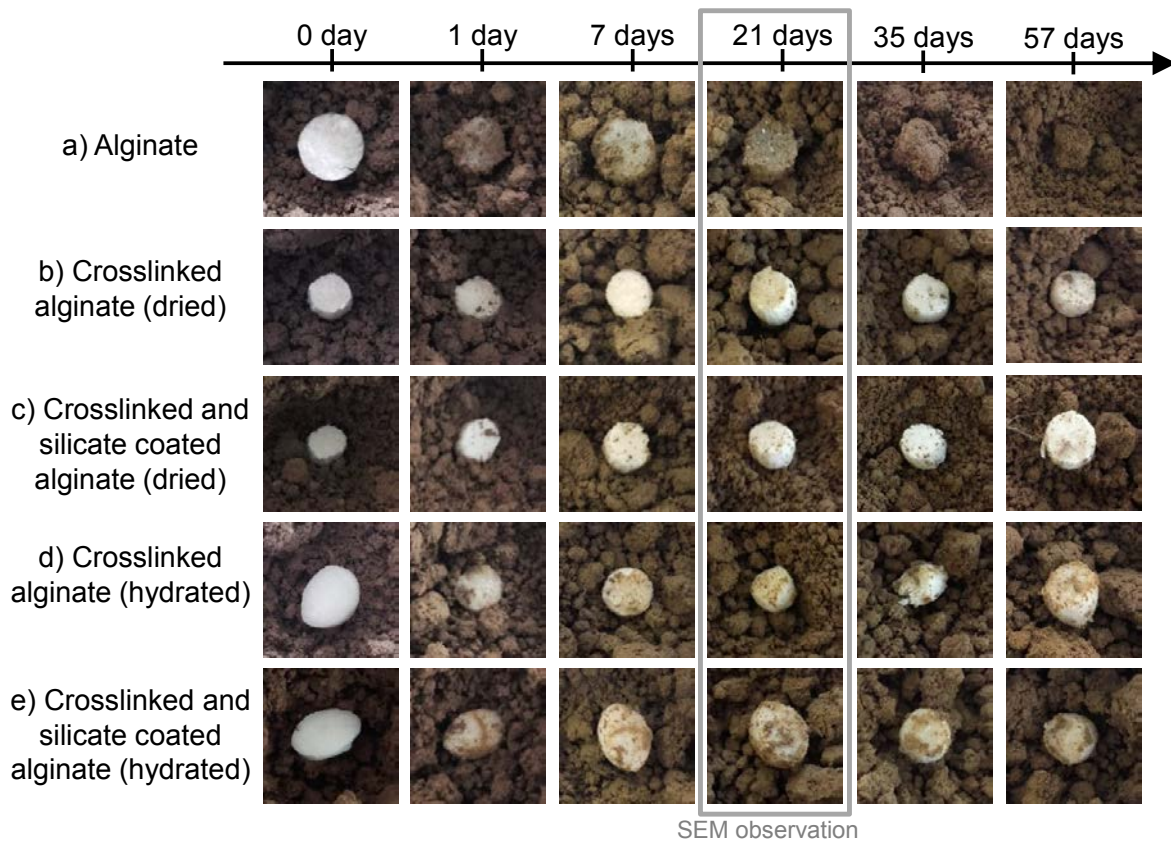 0 day 1 day 7 days 21 days 35 days 57 days
a) Alginate
b) Crosslinked
alginate (dried)
c) Crosslinked and
silicate coated
alginate (dried)
d) Crosslinked
alginate (hydrated)
e) Crosslinked and
silicate coated
alginate (hydrated)
SEM observation